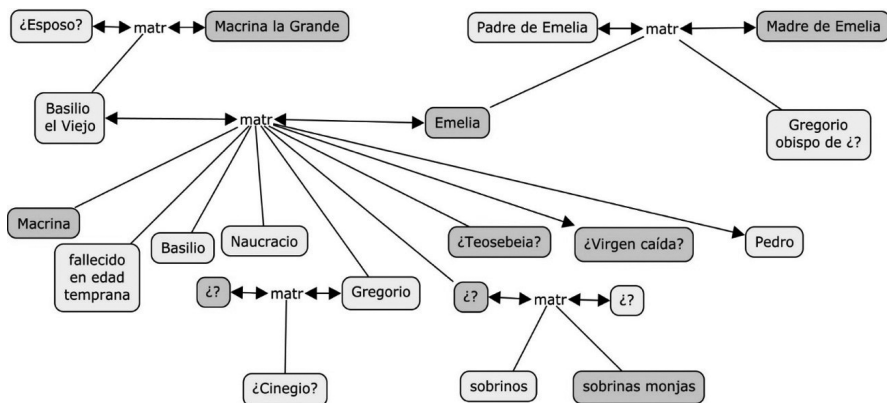 ¿Esposo?
matr
Macrina la Grande
Padre de Emelia
matr
Madre de Emelia
Basilio
el Viejo
matr
Emelia
Gregorio
obispo de ¿?
Macrina
fallecido
en edad
temprana
Basilio
Naucracio
¿Teosebeia?
¿Virgen caída?
Pedro
¿?
matr
Gregorio
¿?
matr
¿?
¿Cinegio?
sobrinos
sobrinas monjas